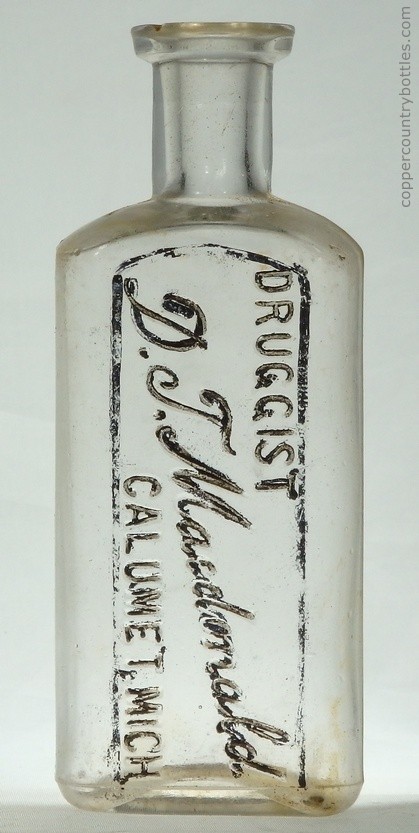 DRUGGIST
D. T. Macdonald.
CALUMET, MICH
coppercountrybottles.com